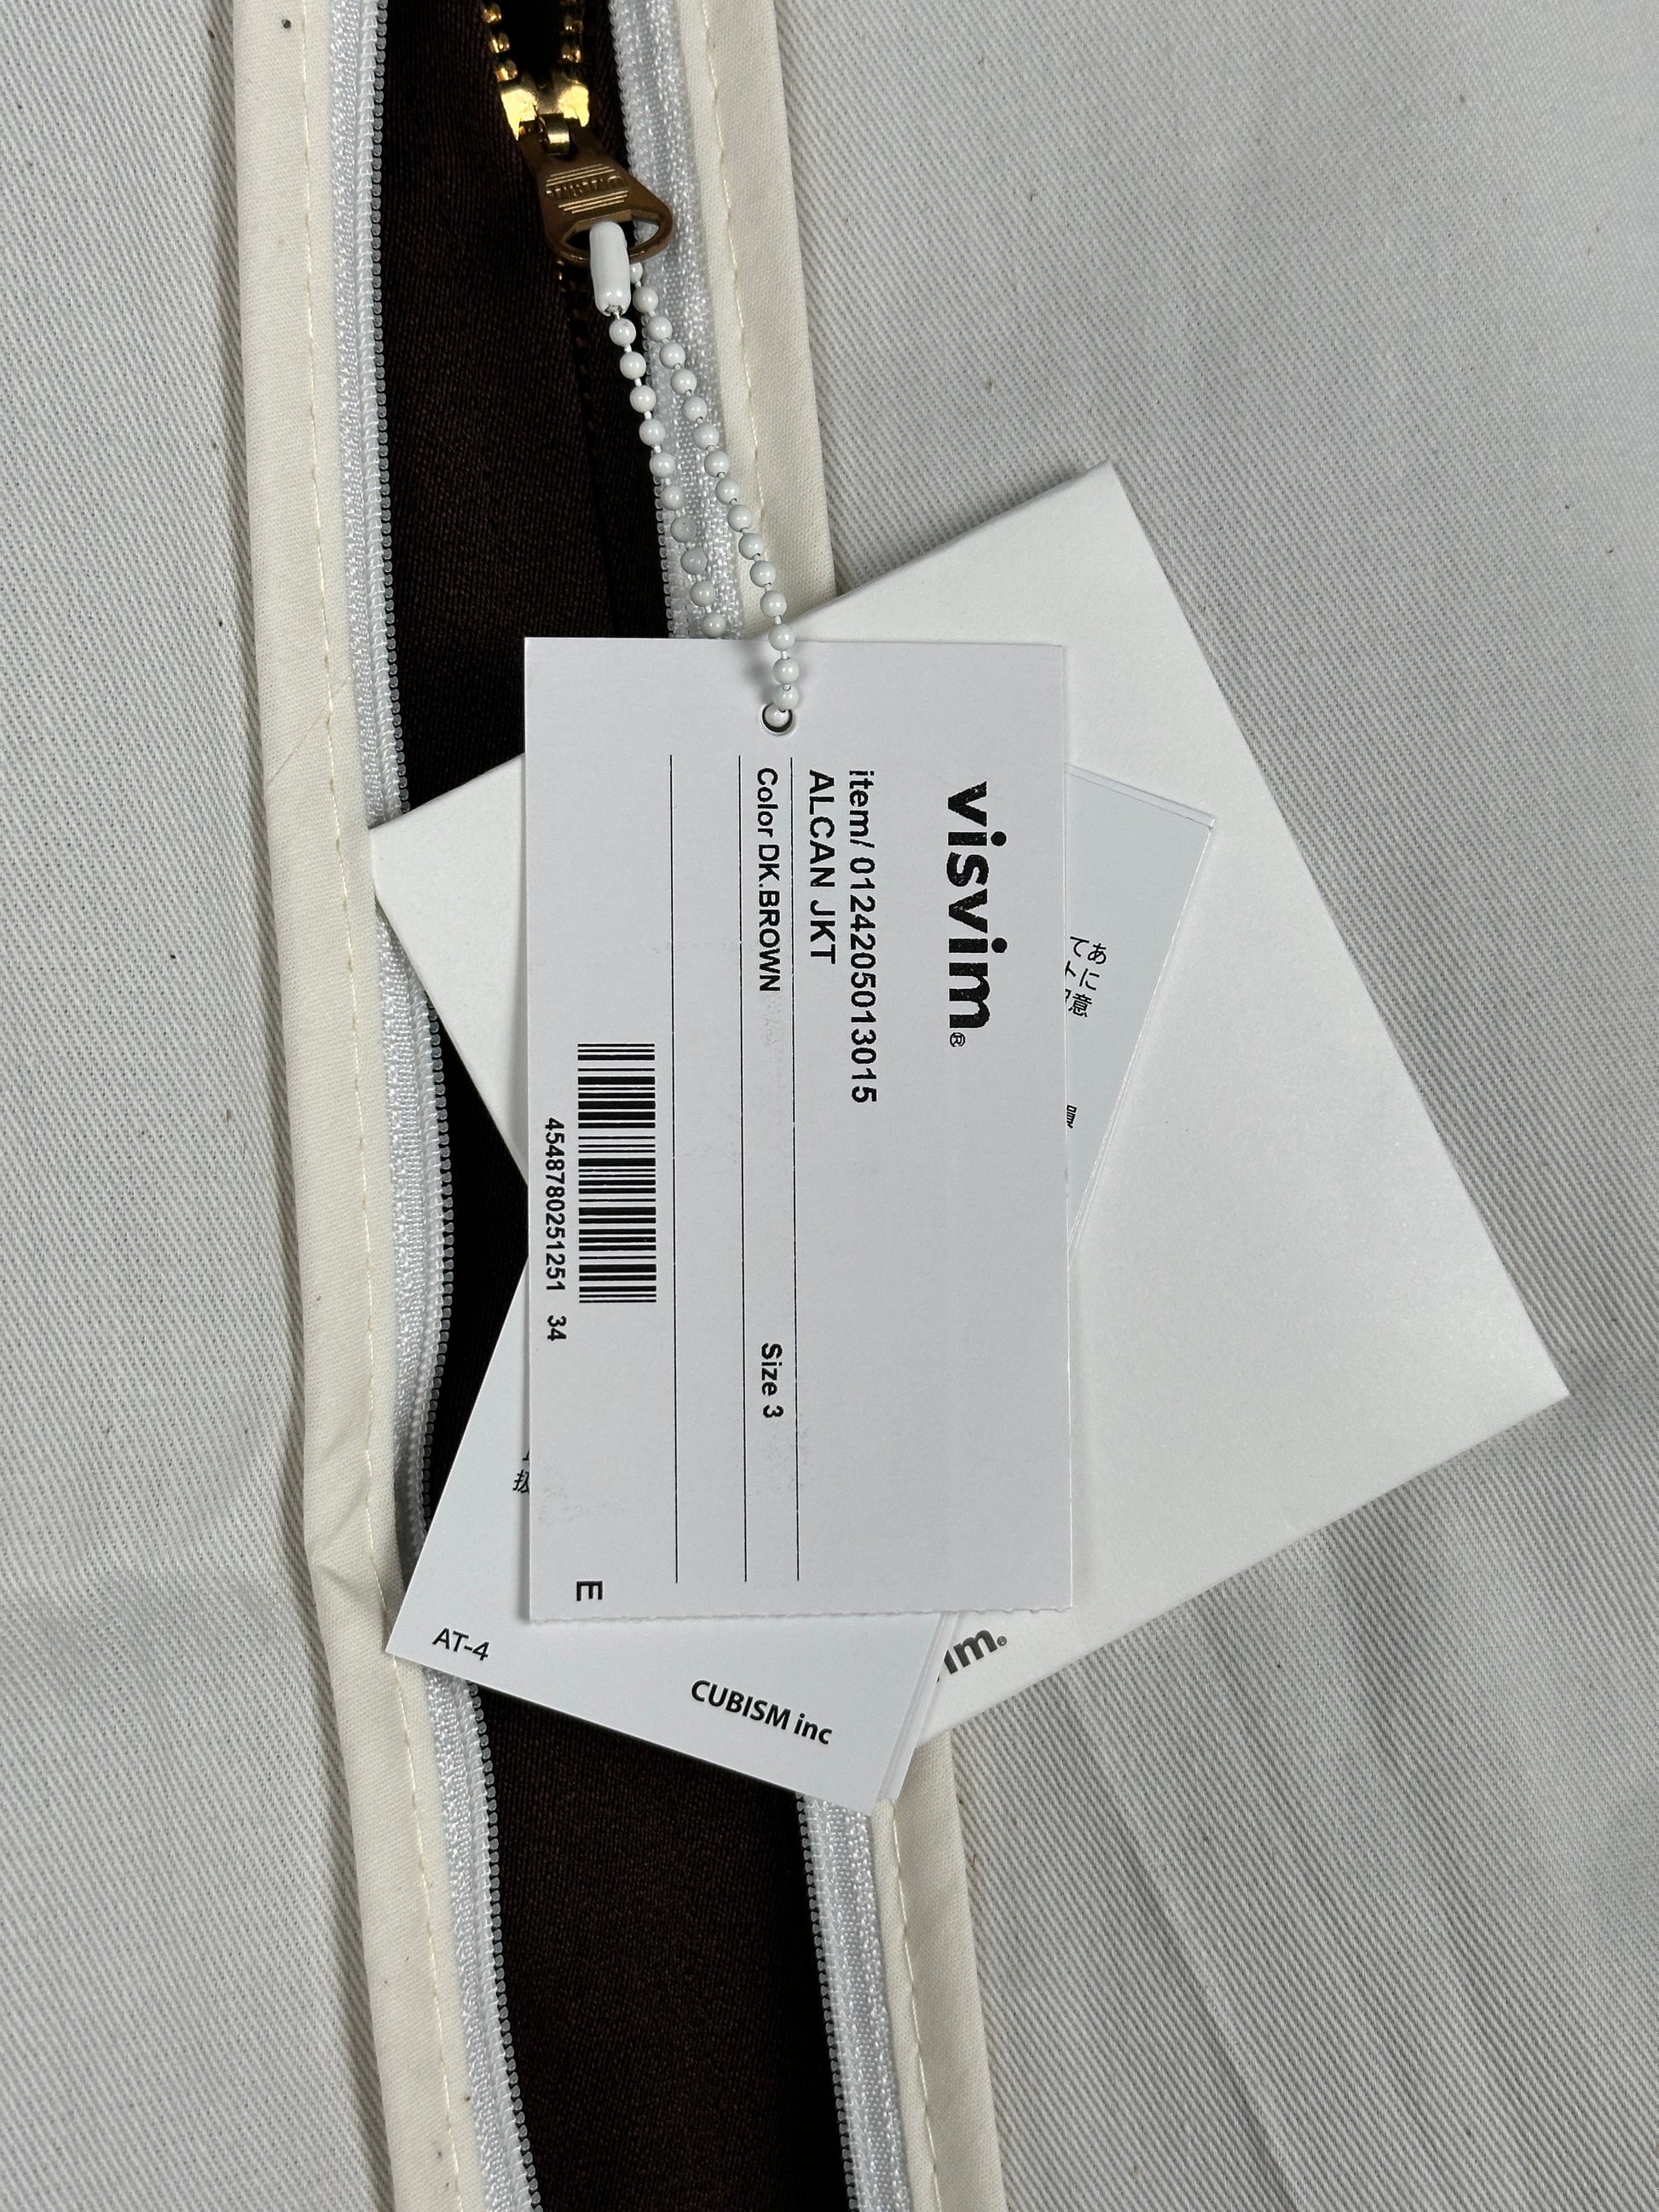 visvim®
item/ 0124205013015
ALCAN JKT
Color DK.BROWN Size 3
4548780251251 34
E
あに
てト
意
AT-4
CUBISM inc
im®